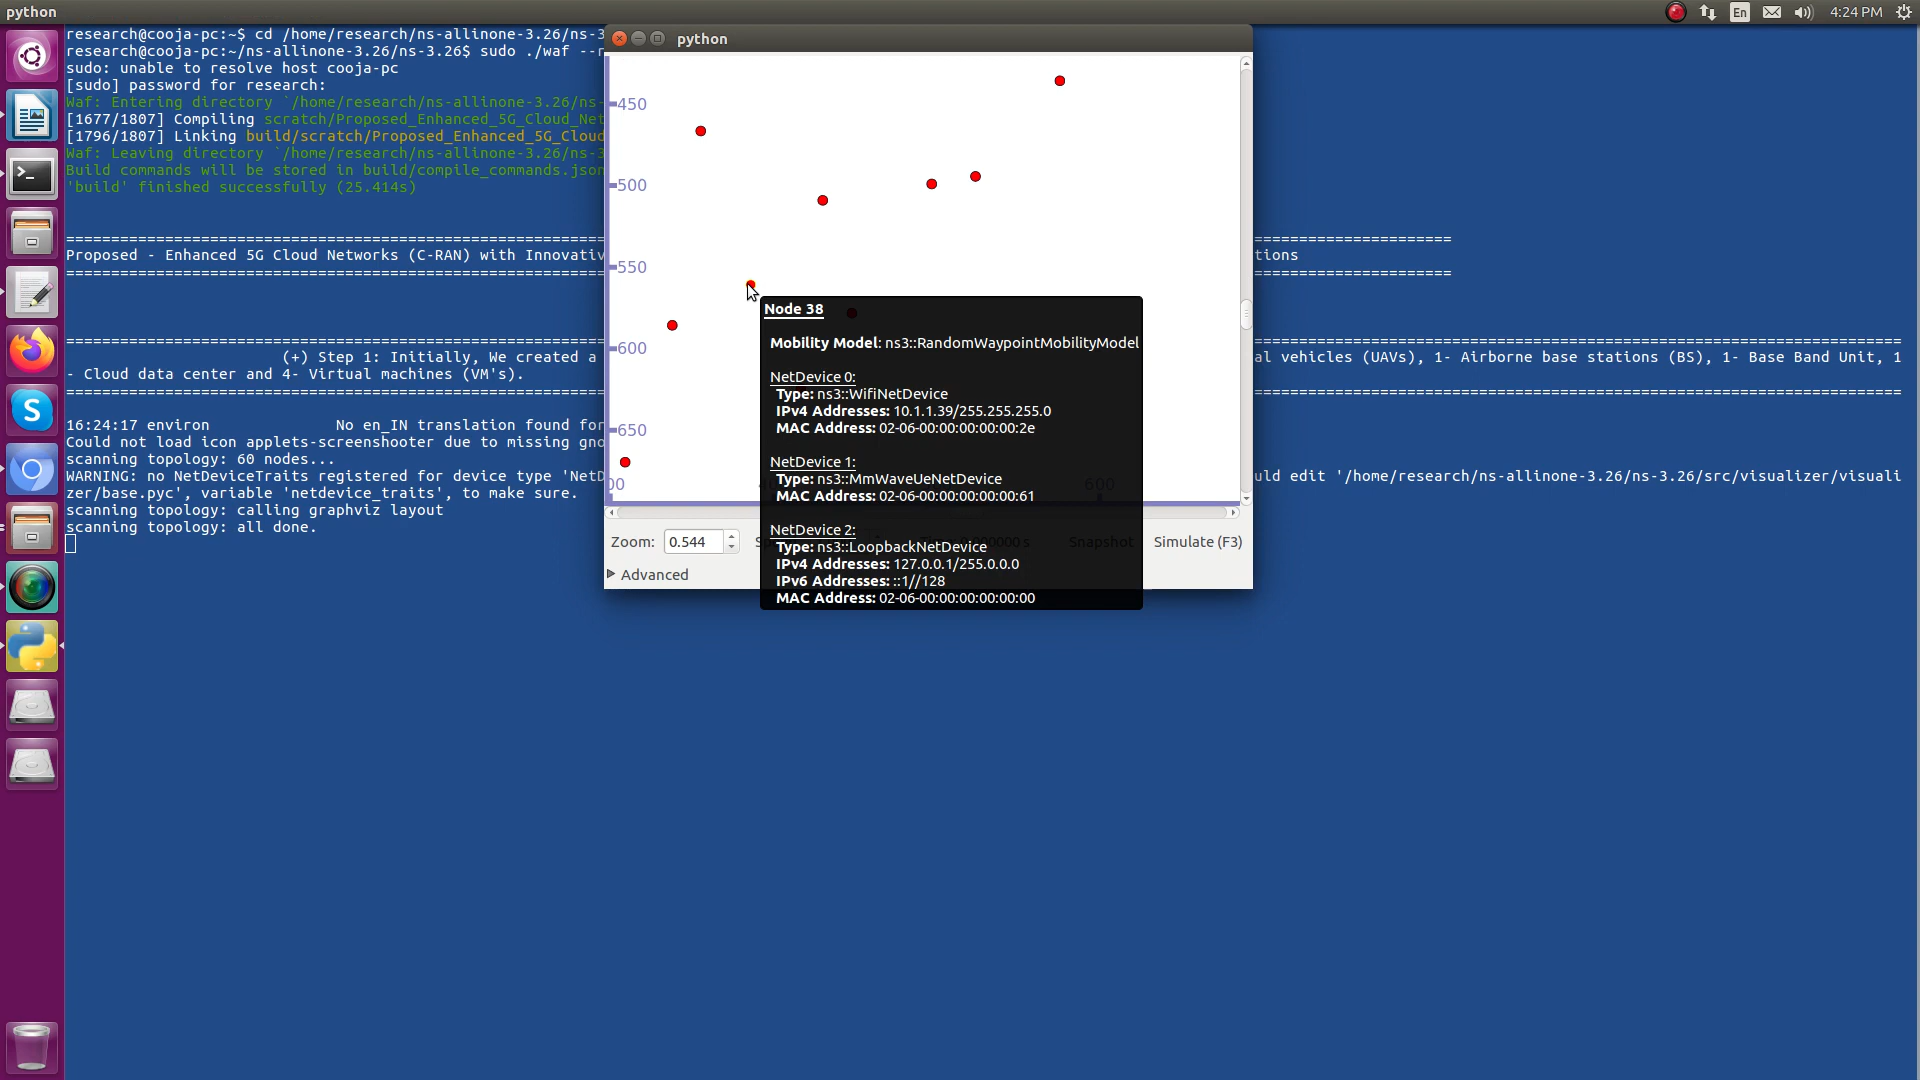 python
En
4:24 PM
research@cooja-pc:~$ cd /home/research/ns-allinone-3.26/ns-3
research@cooja-pc:~/ns-allinone-3.26/ns-3.26$ sudo ./waf --r
sudo: unable to resolve host cooja-pc
[sudo] password for research:
Waf: Entering directory `/home/research/ns-allinone-3.26/ns-
[1677/1807] Compiling scratch/Proposed_Enhanced_5G_Cloud_Net
[1796/1807] Linking build/scratch/Proposed_Enhanced_5G_Cloud
Waf: Leaving directory `/home/research/ns-allinone-3.26/ns-3
Build commands will be stored in build/compile_commands.json
'build' finished successfully (25.414s)
Proposed - Enhanced 5G Cloud Networks (C-RAN) with Innovativ
tions
(+) Step 1: Initially, We created a
al vehicles (UAVs), 1- Airborne base stations (BS), 1- Base Band Unit, 1
- Cloud data center and 4- Virtual machines (VM's).
16:24:17 environ No en_IN translation found for
Could not load icon applets-screenshooter due to missing gno
scanning topology: 60 nodes...
WARNING: no NetDeviceTraits registered for device type 'NetD
uld edit '/home/research/ns-allinone-3.26/ns-3.26/src/visualizer/visuali
zer/base.pyc', variable 'netdevice_traits', to make sure.
scanning topology: calling graphviz layout
scanning topology: all done.
python
450
500
550
600
650
00
600
Node 38
Mobility Model: ns3::RandomWaypointMobilityModel
NetDevice 0:
Type: ns3::WifiNetDevice
IPv4 Addresses: 10.1.1.39/255.255.255.0
MAC Address: 02-06-00:00:00:00:00:2e
NetDevice 1:
Type: ns3::MmWaveUeNetDevice
MAC Address: 02-06-00:00:00:00:00:61
NetDevice 2:
Type: ns3::LoopbackNetDevice
IPv4 Addresses: 127.0.0.1/255.0.0.0
IPv6 Addresses: ::1//128
MAC Address: 02-06-00:00:00:00:00:00
Zoom: 0.544
Snapshot
Simulate (F3)
Advanced